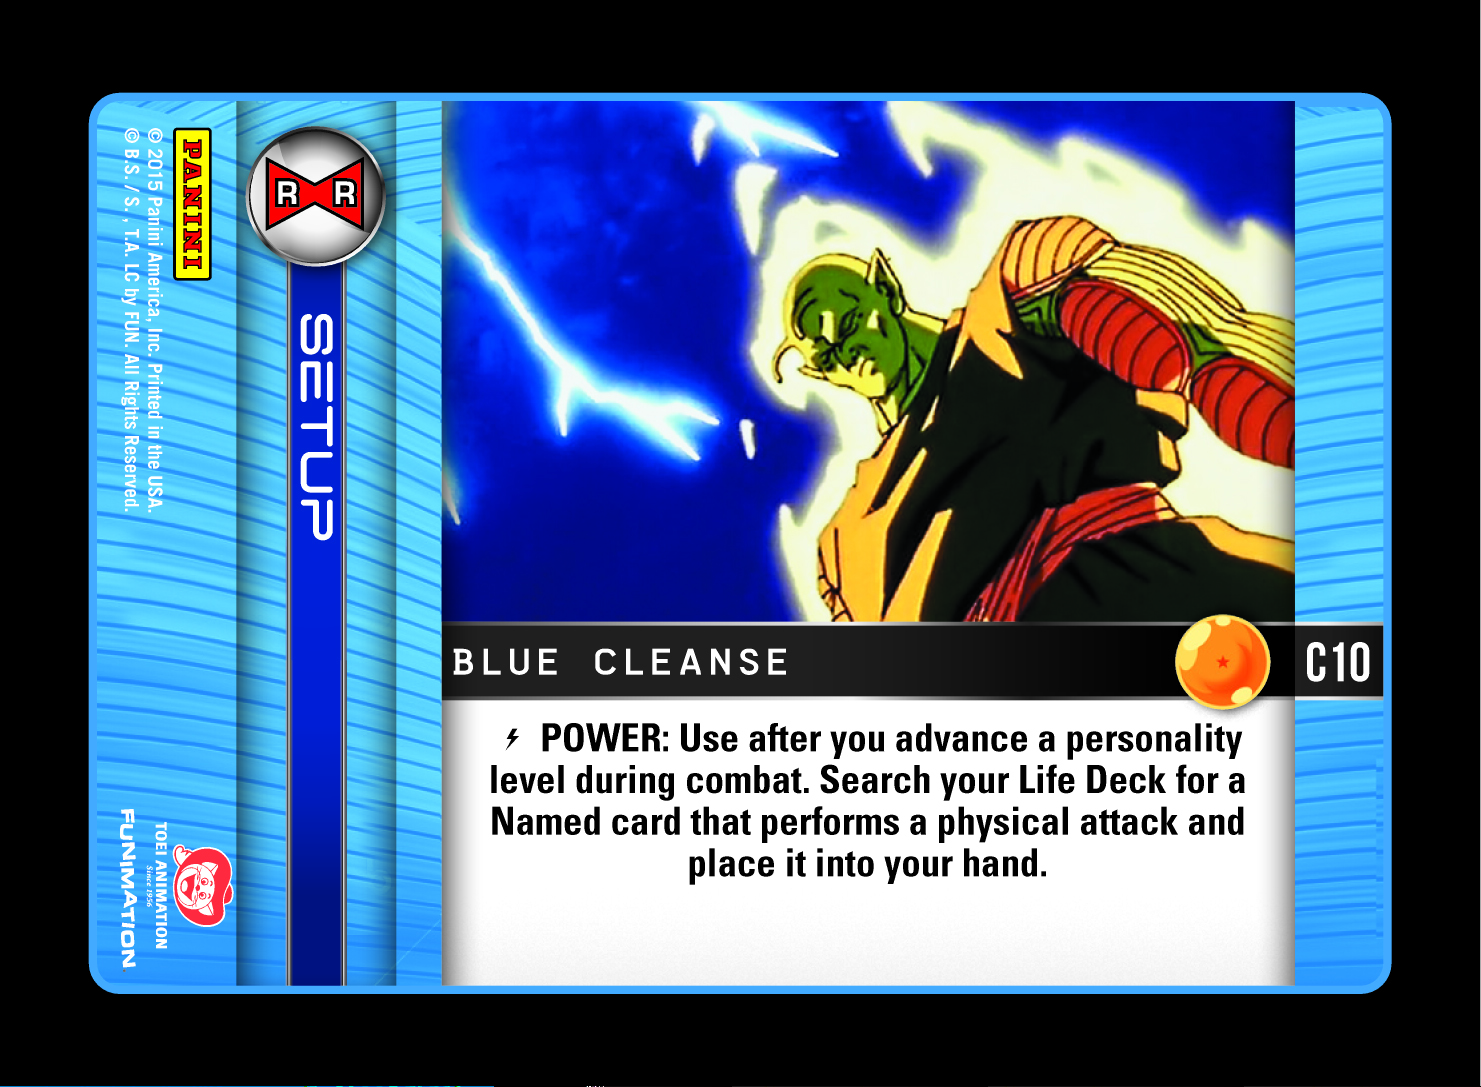 PANINI
© 2015 Panini America, Inc. Printed in the USA.
© B.S. / S., T.A. LC by FUN. All Rights Reserved.
TOEI ANIMATION
Since 1956
FUNIMATION
R R
SETUP
BLUE CLEANSE
C10
POWER: Use after you advance a personality
level during combat. Search your Life Deck for a
Named card that performs a physical attack and
place it into your hand.